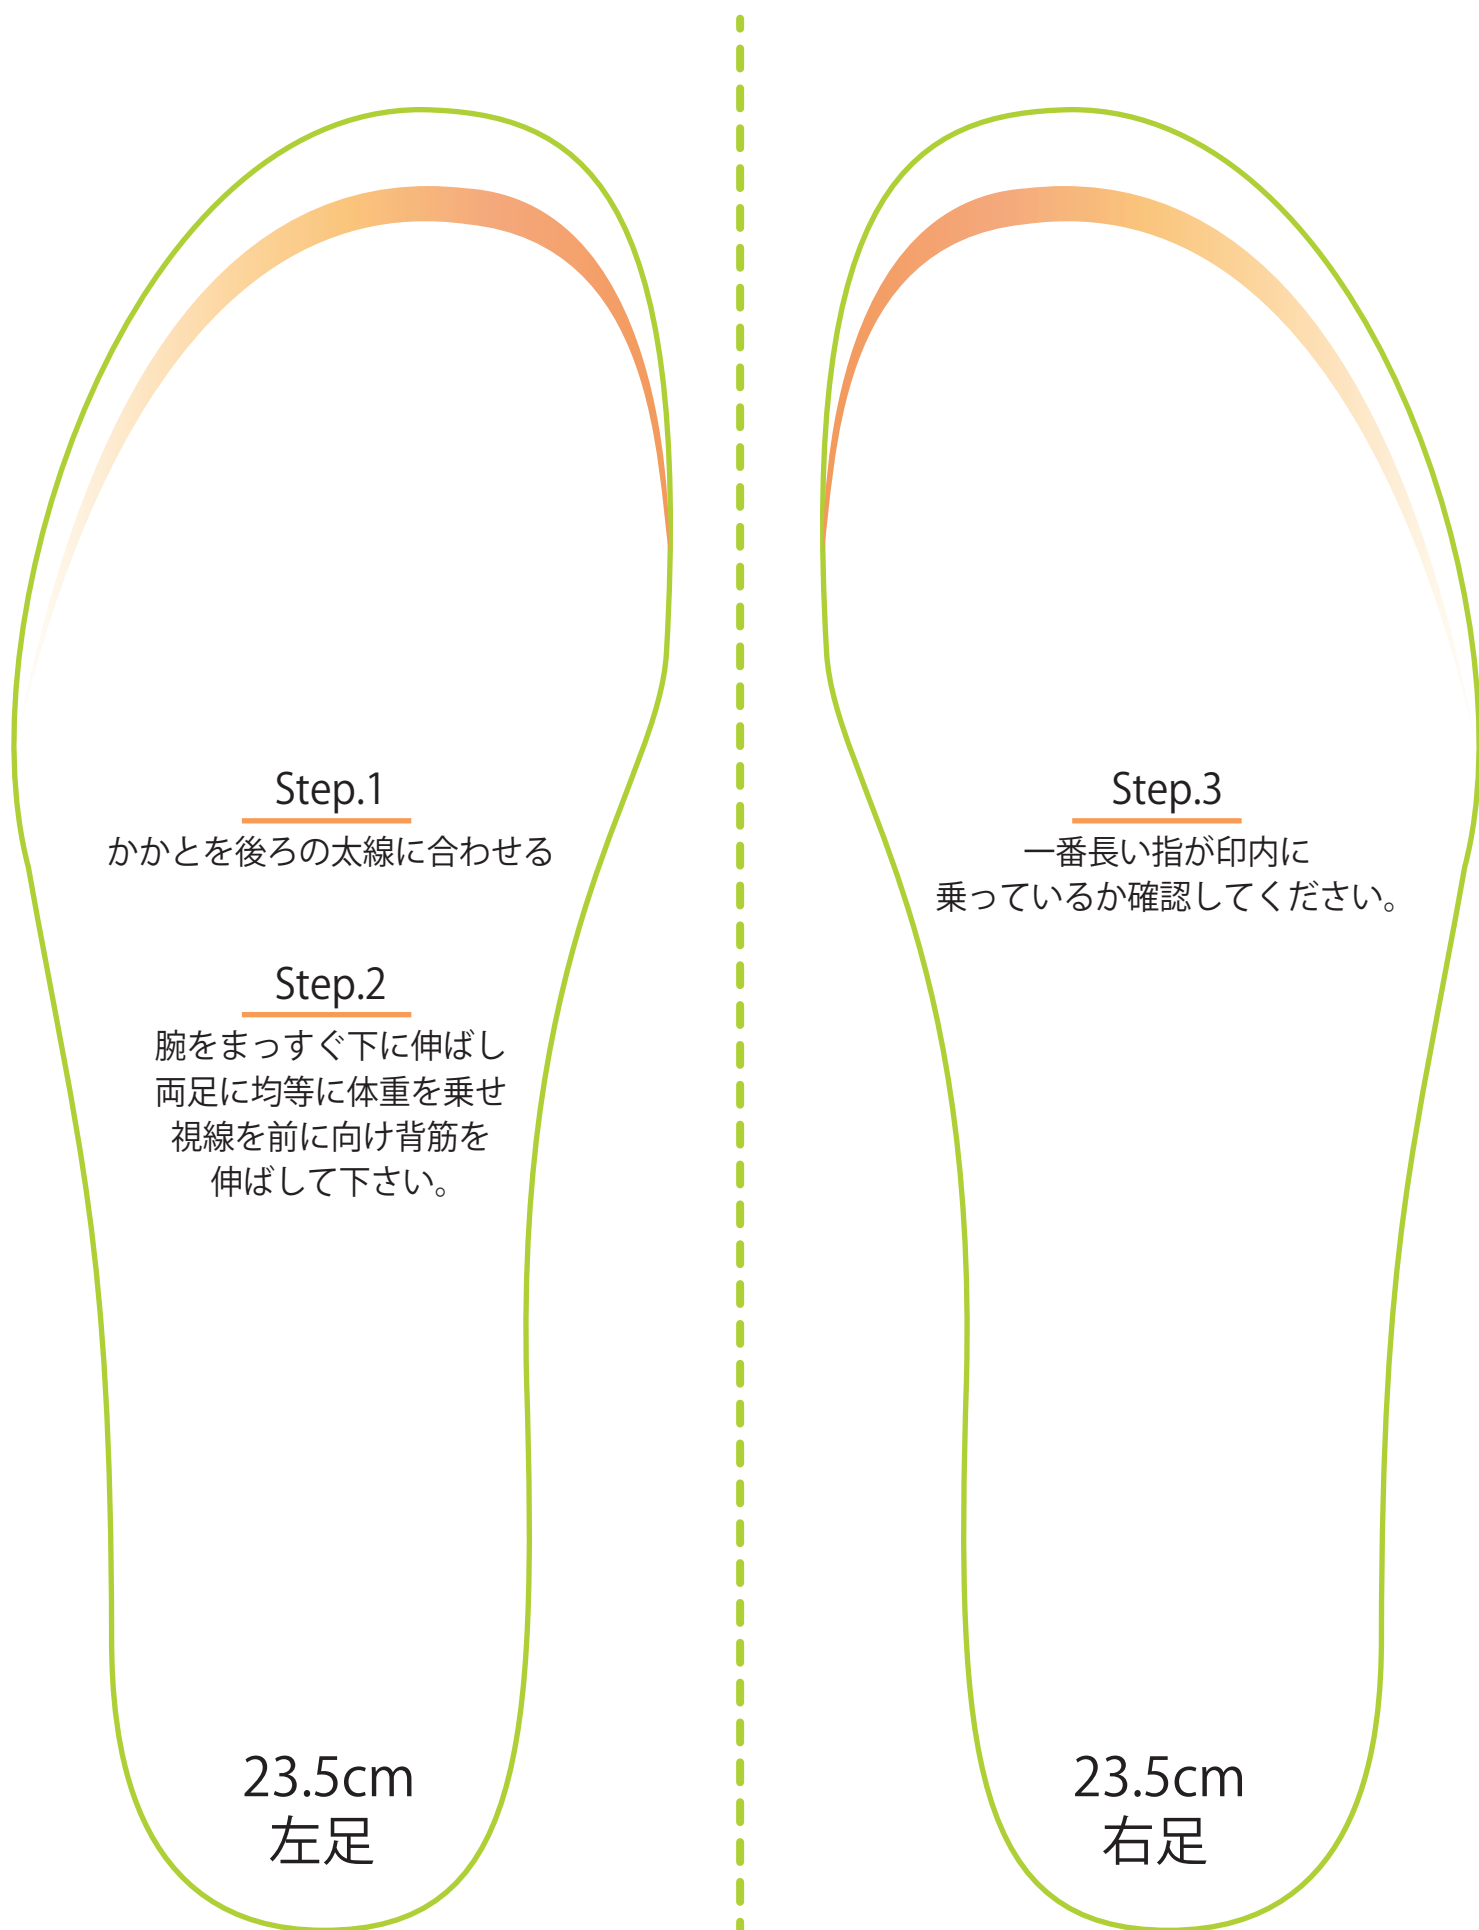 Step.1
かかとを後ろの太線に合わせる
Step.2
腕をまっすぐ下に伸ばし
両足に均等に体重を乗せ
視線を前に向け背筋を
伸ばして下さい。
23.5cm
左足
Step.3
一番長い指が印内に
乗っているか確認してください。
23.5cm
右足